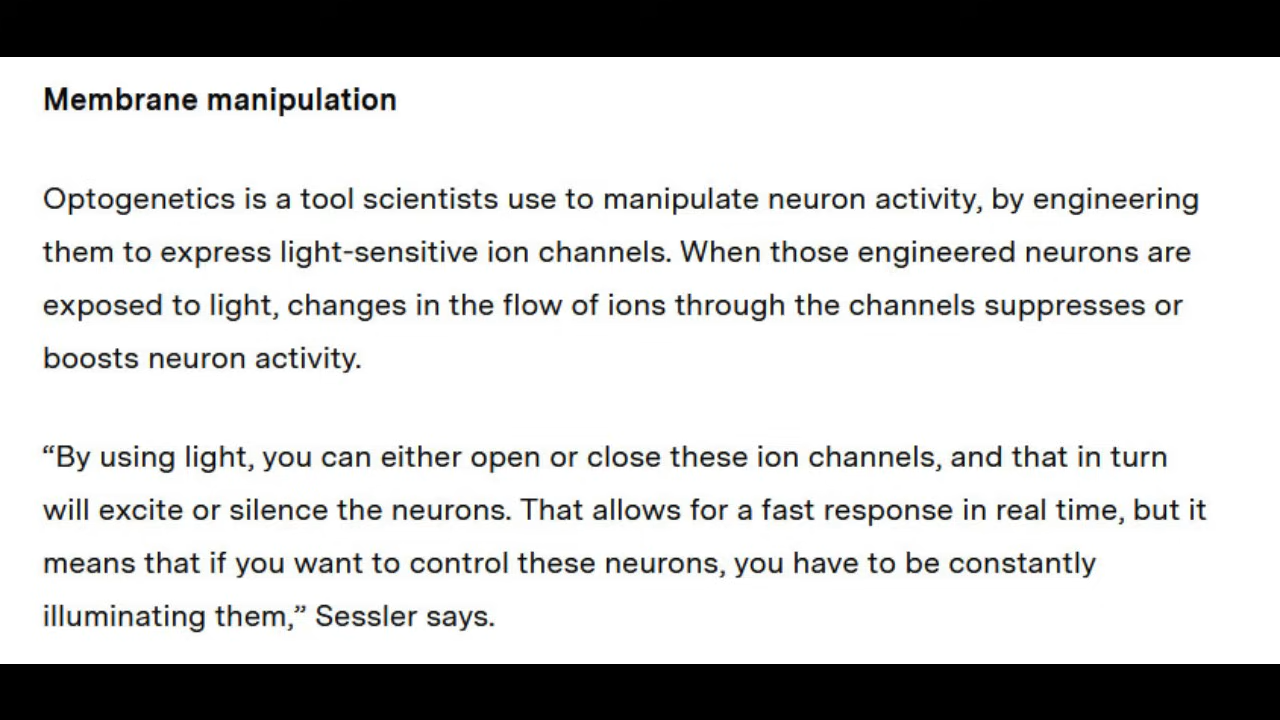 Membrane manipulation
Optogenetics is a tool scientists use to manipulate neuron activity, by engineering
them to express light-sensitive ion channels. When those engineered neurons are
exposed to light, changes in the flow of ions through the channels suppresses or
boosts neuron activity.
“By using light, you can either open or close these ion channels, and that in turn
will excite or silence the neurons. That allows for a fast response in real time, but it
means that if you want to control these neurons, you have to be constantly
illuminating them,” Sessler says.